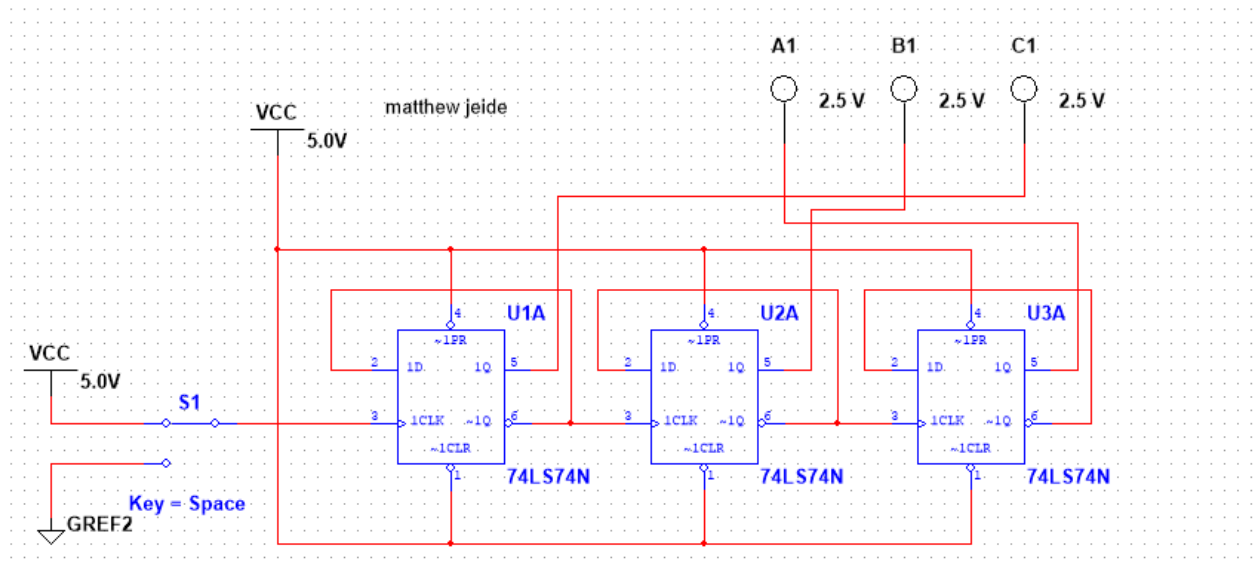 A1 B1 C1
2.5 V 2.5 V 2.5 V
VCC matthew jeide
5.0V
U1A U2A U3A
4 4 4
~1PR ~1PR ~1PR
VCC
2 1D 1Q 5 2 1D 1Q 5 2 1D 1Q 5
5.0V
S1
3 1CLK ~1Q 6 3 1CLK ~1Q 6 3 1CLK ~1Q 6
~1CLR ~1CLR ~1CLR
1 74LS74N 1 74LS74N 1 74LS74N
Key = Space
GREF2